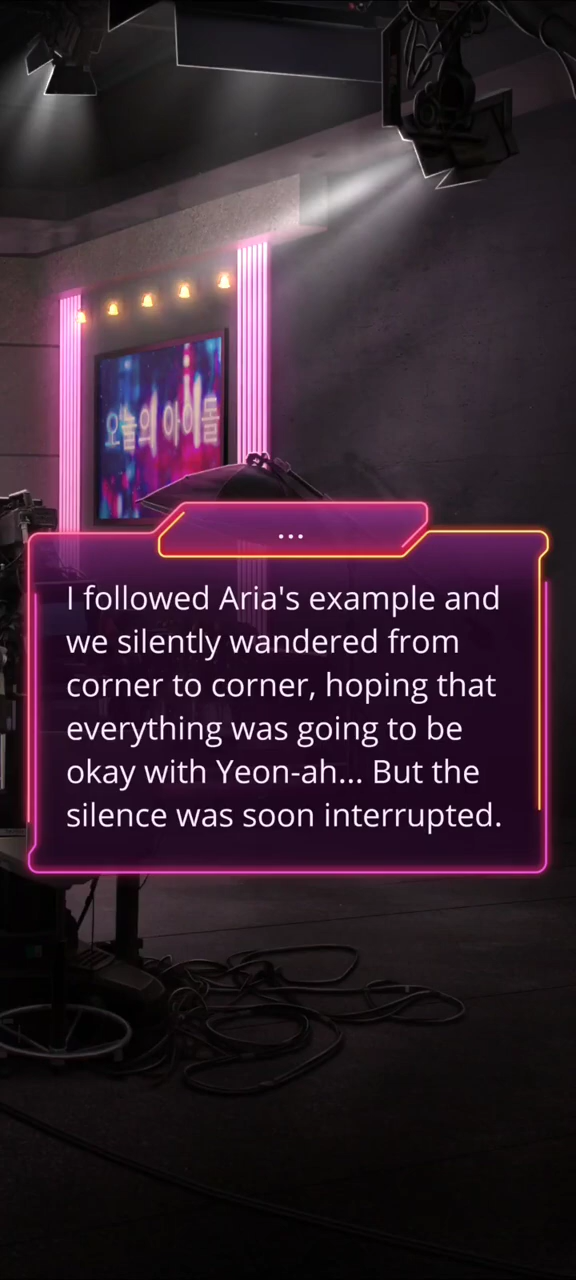 오늘의 아이돌
...
I followed Aria's example and
we silently wandered from
corner to corner, hoping that
everything was going to be
okay with Yeon-ah... But the
silence was soon interrupted.